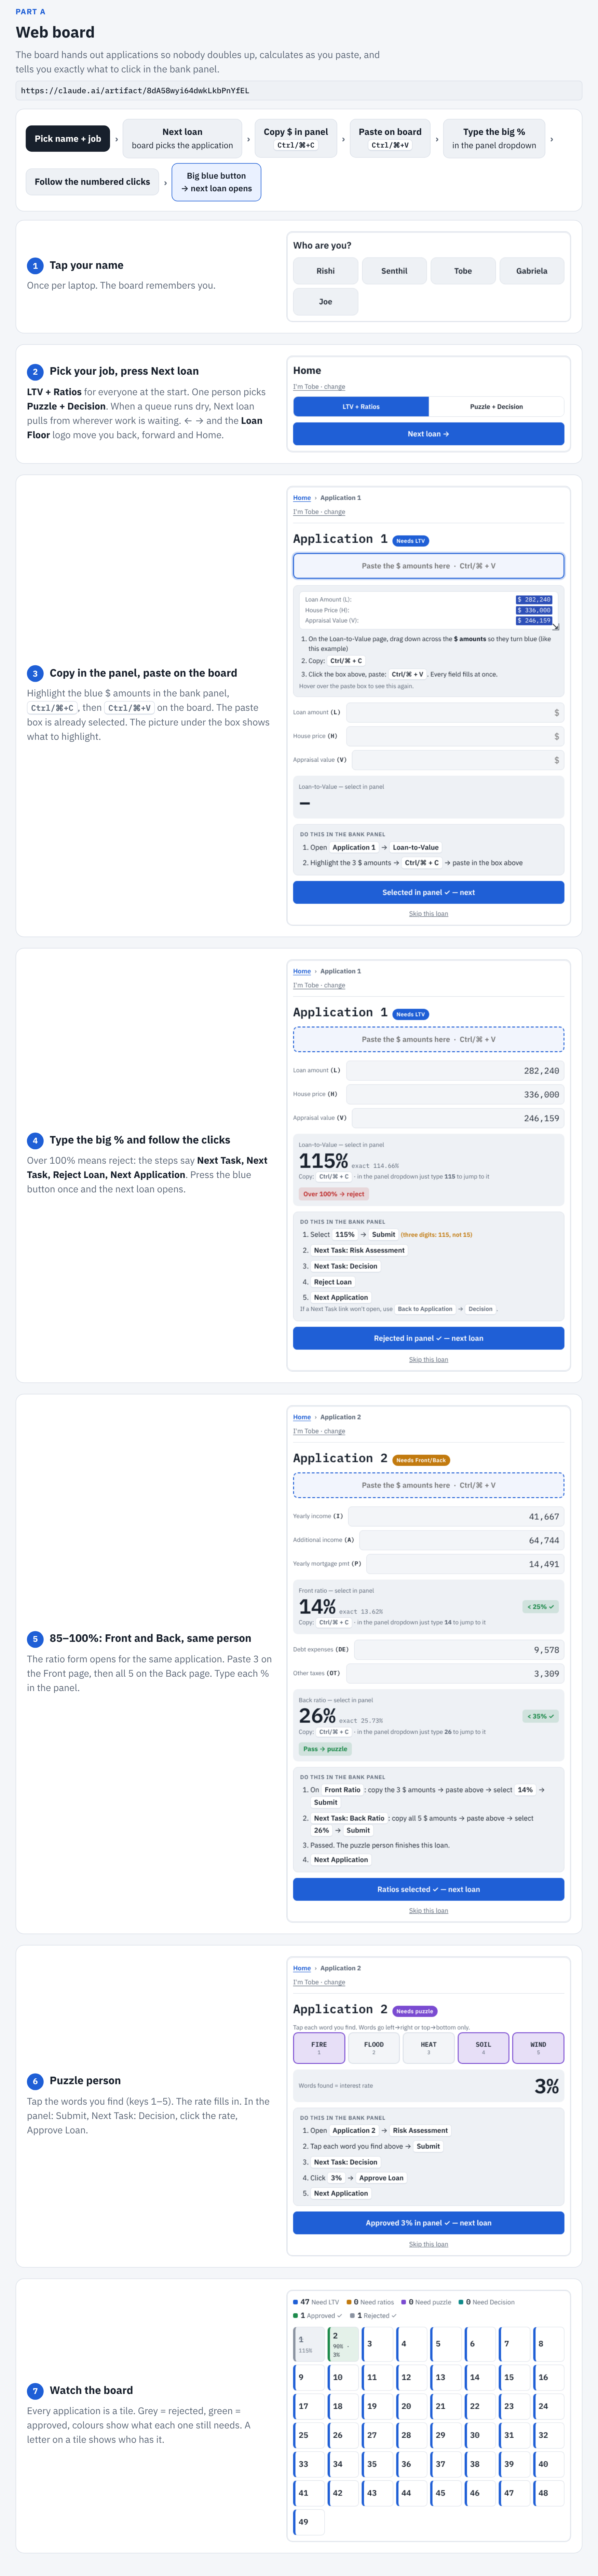 PART A
Web board
The board hands out applications so nobody doubles up, calculates as you paste, and
tells you exactly what to click in the bank panel.
https://claude.ai/artifact/8dA58wyi64dwkLkbPnYfEL
Pick name + job
›
Next loan
board picks the application
›
Copy $ in panel
Ctrl/⌘+C
›
Paste on board
Ctrl/⌘+V
›
Type the big %
in the panel dropdown
›
Follow the numbered clicks
›
Big blue button
→ next loan opens
1 Tap your name
Once per laptop. The board remembers you.
Who are you?
Rishi
Senthil
Tobe
Gabriela
Joe
2 Pick your job, press Next loan
LTV + Ratios for everyone at the start. One person picks
Puzzle + Decision. When a queue runs dry, Next loan
pulls from wherever work is waiting. ← → and the Loan
Floor logo move you back, forward and Home.
Home
I'm Tobe · change
LTV + Ratios
Puzzle + Decision
Next loan →
3 Copy in the panel, paste on the board
Highlight the blue $ amounts in the bank panel,
Ctrl/⌘+C , then Ctrl/⌘+V on the board. The paste
box is already selected. The picture under the box shows
what to highlight.
Home › Application 1
I'm Tobe · change
Application 1 Needs LTV
Paste the $ amounts here · Ctrl/⌘ + V
Loan Amount (L): $ 282,240
House Price (H): $ 336,000
Appraisal Value (V): $ 246,159
1. On the Loan-to-Value page, drag down across the $ amounts so they turn blue (like
this example)
2. Copy: Ctrl/⌘ + C
3. Click the box above, paste: Ctrl/⌘ + V . Every field fills at once.
Hover over the paste box to see this again.
Loan amount (L) $
House price (H) $
Appraisal value (V) $
Loan-to-Value — select in panel
—
DO THIS IN THE BANK PANEL
1. Open Application 1 → Loan-to-Value
2. Highlight the 3 $ amounts → Ctrl/⌘ + C → paste in the box above
Selected in panel ✓ — next
Skip this loan
4 Type the big % and follow the clicks
Over 100% means reject: the steps say Next Task, Next
Task, Reject Loan, Next Application. Press the blue
button once and the next loan opens.
Home › Application 1
I'm Tobe · change
Application 1 Needs LTV
Paste the $ amounts here · Ctrl/⌘ + V
Loan amount (L) 282,240
House price (H) 336,000
Appraisal value (V) 246,159
Loan-to-Value — select in panel
115% exact 114.66%
Copy: Ctrl/⌘ + C · in the panel dropdown just type 115 to jump to it
Over 100% → reject
DO THIS IN THE BANK PANEL
1. Select 115% → Submit (three digits: 115, not 15)
2. Next Task: Risk Assessment
3. Next Task: Decision
4. Reject Loan
5. Next Application
If a Next Task link won't open, use Back to Application → Decision .
Rejected in panel ✓ — next loan
Skip this loan
5 85–100%: Front and Back, same person
The ratio form opens for the same application. Paste 3 on
the Front page, then all 5 on the Back page. Type each %
in the panel.
Home › Application 2
I'm Tobe · change
Application 2 Needs Front/Back
Paste the $ amounts here · Ctrl/⌘ + V
Yearly income (I) 41,667
Additional income (A) 64,744
Yearly mortgage pmt (P) 14,491
Front ratio — select in panel
14% exact 13.62%
< 25% ✓
Copy: Ctrl/⌘ + C · in the panel dropdown just type 14 to jump to it
Debt expenses (DE) 9,578
Other taxes (OT) 3,309
Back ratio — select in panel
26% exact 25.73%
< 35% ✓
Copy: Ctrl/⌘ + C · in the panel dropdown just type 26 to jump to it
Pass → puzzle
DO THIS IN THE BANK PANEL
1. On Front Ratio : copy the 3 $ amounts → paste above → select 14% →
Submit
2. Next Task: Back Ratio : copy all 5 $ amounts → paste above → select
26% → Submit
3. Passed. The puzzle person finishes this loan.
4. Next Application
Ratios selected ✓ — next loan
Skip this loan
6 Puzzle person
Tap the words you find (keys 1–5). The rate fills in. In the
panel: Submit, Next Task: Decision, click the rate,
Approve Loan.
Home › Application 2
I'm Tobe · change
Application 2 Needs puzzle
Tap each word you find. Words go left→right or top→bottom only.
FIRE FLOOD HEAT SOIL WIND
1 2 3 4 5
Words found = interest rate 3%
DO THIS IN THE BANK PANEL
1. Open Application 2 → Risk Assessment
2. Tap each word you find above → Submit
3. Next Task: Decision
4. Click 3% → Approve Loan
5. Next Application
Approved 3% in panel ✓ — next loan
Skip this loan
7 Watch the board
Every application is a tile. Grey = rejected, green =
approved, colours show what each one still needs. A
letter on a tile shows who has it.
47 Need LTV 0 Need ratios 0 Need puzzle 0 Need Decision
1 Approved ✓ 1 Rejected ✓
1 2 3 4 5 6 7 8
115% 90% ·
3%
9 10 11 12 13 14 15 16
17 18 19 20 21 22 23 24
25 26 27 28 29 30 31 32
33 34 35 36 37 38 39 40
41 42 43 44 45 46 47 48
49